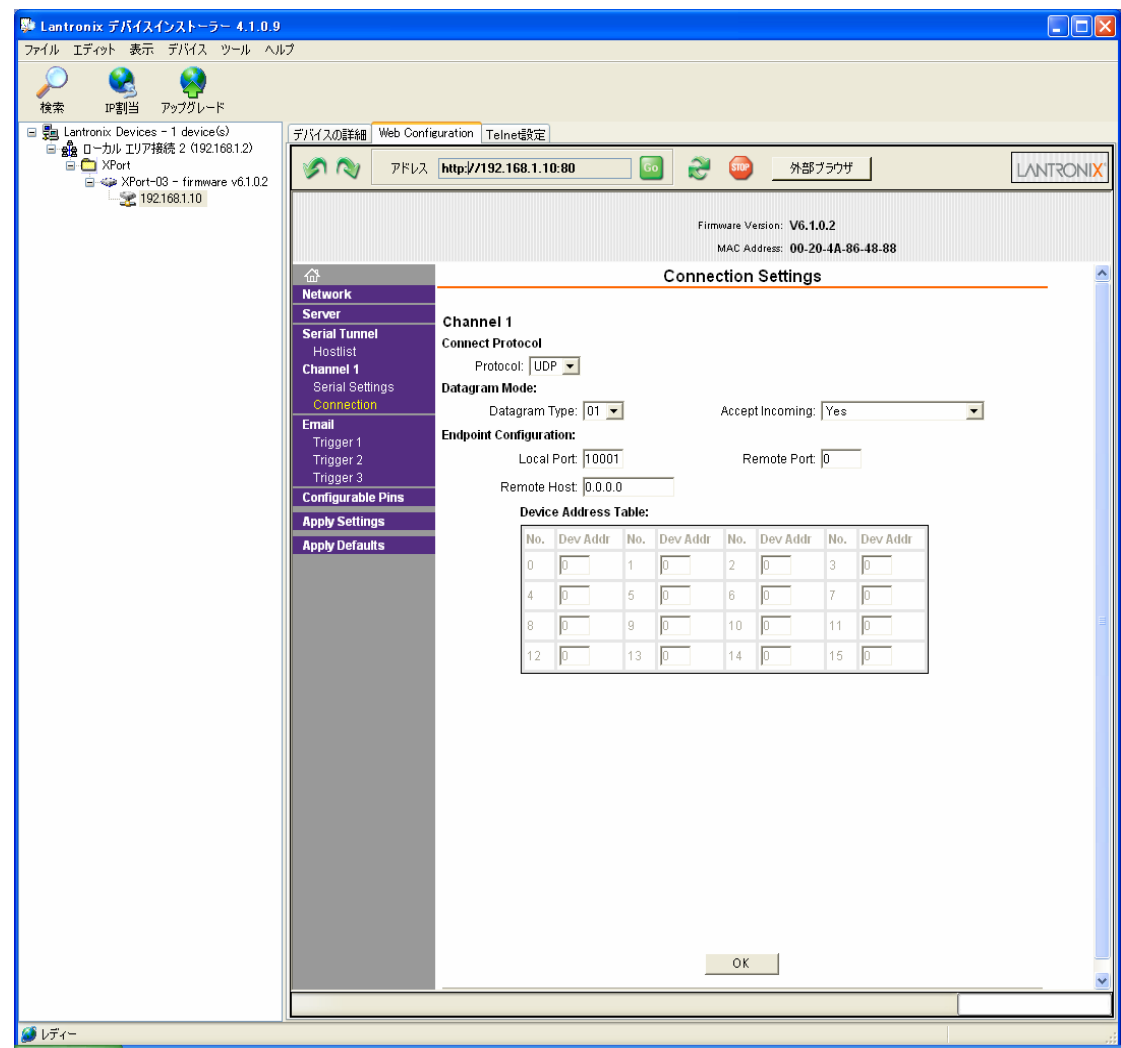 Lantronix デバイスインストーラー 4.1.0.9
ファイル エディット 表示 デバイス ツール ヘルプ
検索 IP割当 アップグレード
Lantronix Devices - 1 device(s)
ローカル エリア接続 2 (192.168.1.2)
XPort
XPort-03 - firmware v6.1.0.2
192.168.1.10
デバイスの詳細 Web Configuration Telnet設定
アドレス http://192.168.1.10:80 Go STOP 外部ブラウザ LANTRONIX
Firmware Version: V6.1.0.2
MAC Address: 00-20-4A-86-48-88
Network
Server
Serial Tunnel
Hostlist
Channel 1
Serial Settings
Connection
Email
Trigger 1
Trigger 2
Trigger 3
Configurable Pins
Apply Settings
Apply Defaults
Connection Settings
Channel 1
Connect Protocol
Protocol: UDP
Datagram Mode:
Datagram Type: 01 Accept Incoming: Yes
Endpoint Configuration:
Local Port: 10001 Remote Port: 0
Remote Host: 0.0.0.0
Device Address Table:
No. Dev Addr No. Dev Addr No. Dev Addr No. Dev Addr
0 0 1 0 2 0 3 0
4 0 5 0 6 0 7 0
8 0 9 0 10 0 11 0
12 0 13 0 14 0 15 0
OK
レディー